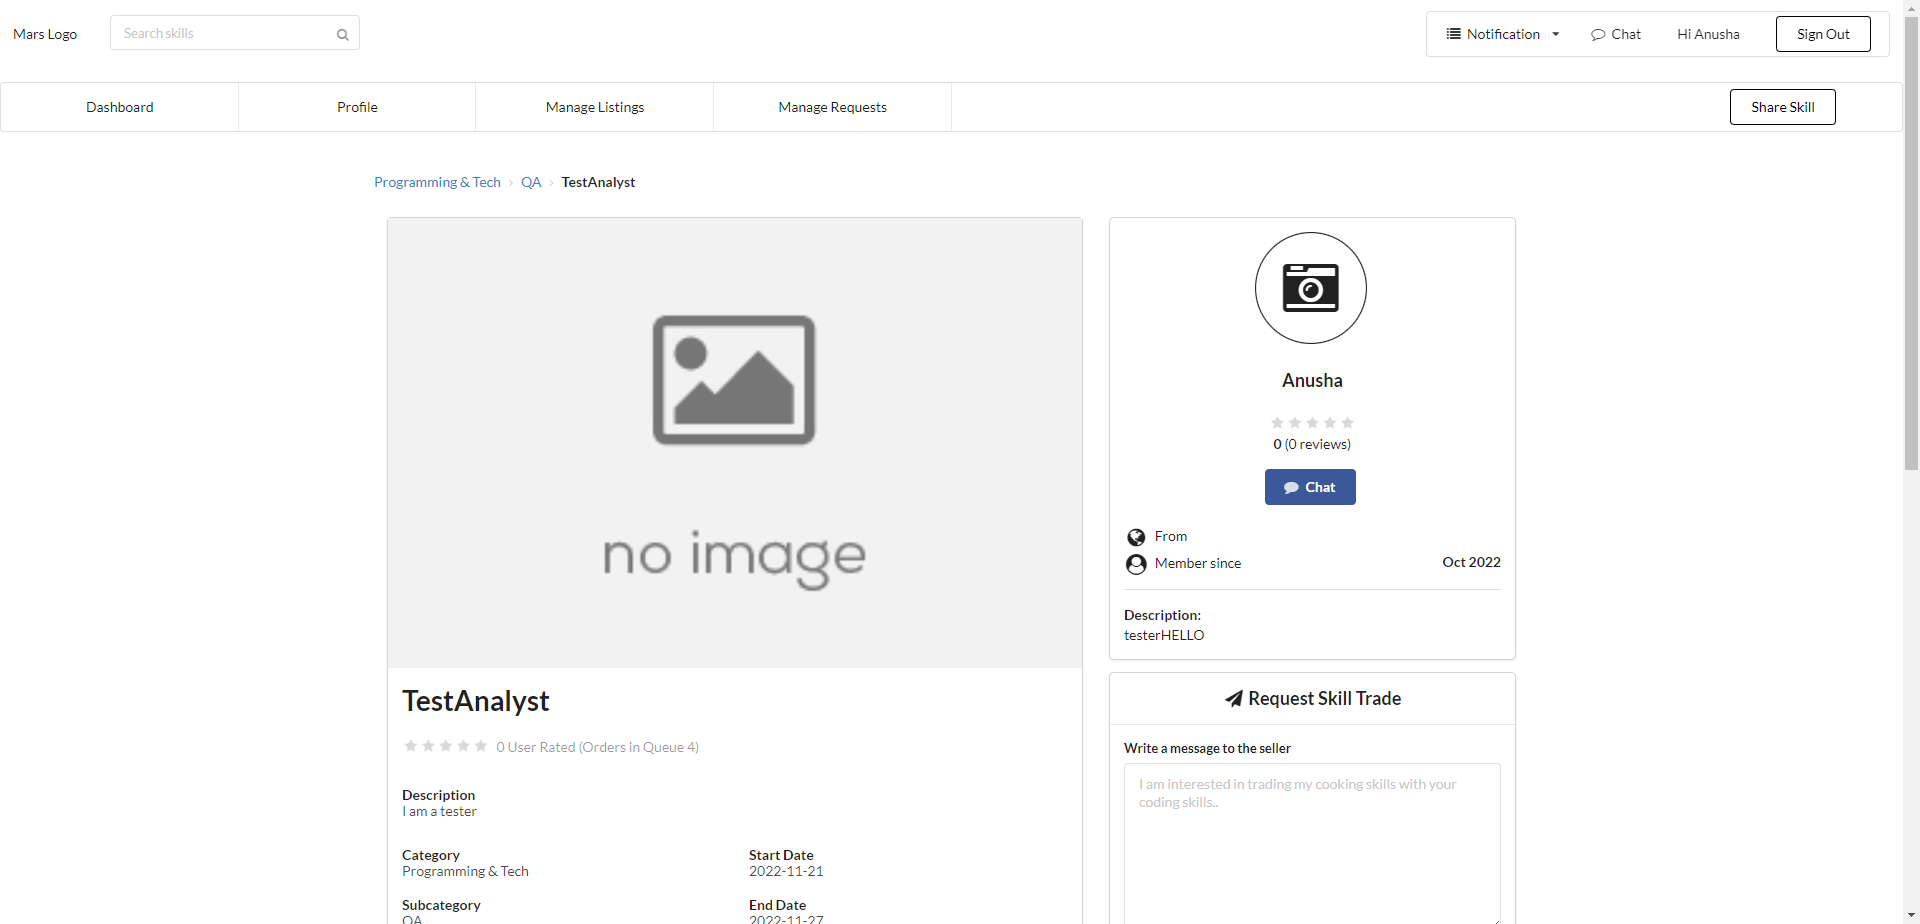 Mars Logo
Search skills
Notification
Chat
Hi Anusha
Sign Out
Dashboard
Profile
Manage Listings
Manage Requests
Share Skill
Programming & Tech
QA
TestAnalyst
no image
TestAnalyst
0 User Rated (Orders in Queue 4)
Description
I am a tester
Category
Programming & Tech
Start Date
2022-11-21
Subcategory
QA
End Date
2022-11-27
Anusha
0 (0 reviews)
Chat
From
Member since
Oct 2022
Description:
testerHELLO
Request Skill Trade
Write a message to the seller
I am interested in trading my cooking skills with your
coding skills..